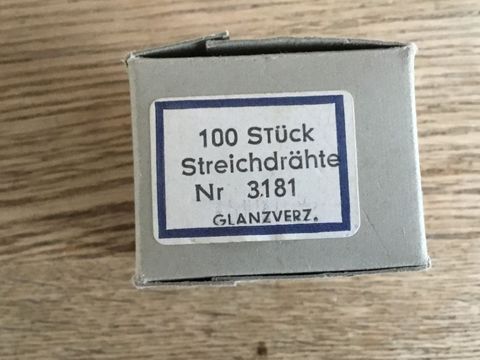 100 STück
Streichdrähte
Nr 3181
GLANZVERZ.